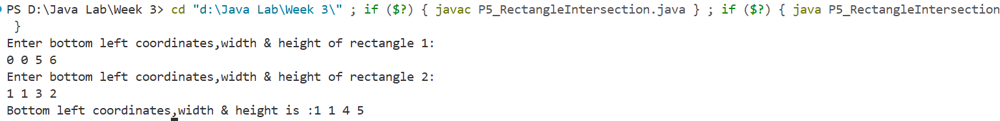 PS D:\Java Lab\Week 3> cd "d:\Java Lab\Week 3\" ; if ($?) { javac P5_RectangleIntersection.java } ; if ($?) { java P5_RectangleIntersection
}
Enter bottom left coordinates,width & height of rectangle 1:
0 0 5 6
Enter bottom left coordinates,width & height of rectangle 2:
1 1 3 2
Bottom left coordinates,width & height is :1 1 4 5